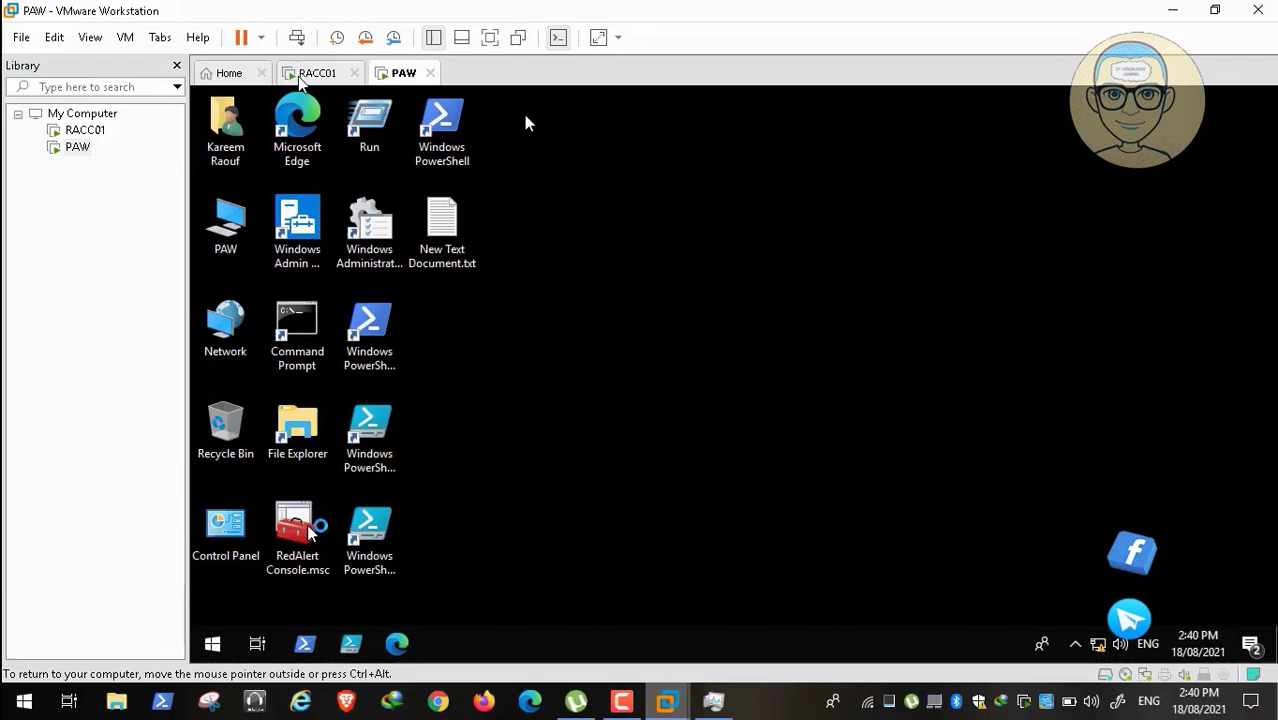 PAW - VMware Workstation
File Edit View VM Tabs Help
Library
Type here to search
My Computer
RACC01
PAW
Home
RACC01
PAW
Kareem
Raouf
Microsoft
Edge
Run
Windows
PowerShell
PAW
Windows
Admin ...
Windows
Administrat...
New Text
Document.txt
Network
Command
Prompt
Windows
PowerSh...
Recycle Bin
File Explorer
Windows
PowerSh...
Control Panel
RedAlert
Console.msc
Windows
PowerSh...
ENG
2:40 PM
18/08/2021
2
To return to your computer, move the mouse pointer outside or press Ctrl+Alt.
ENG
2:40 PM
18/08/2021